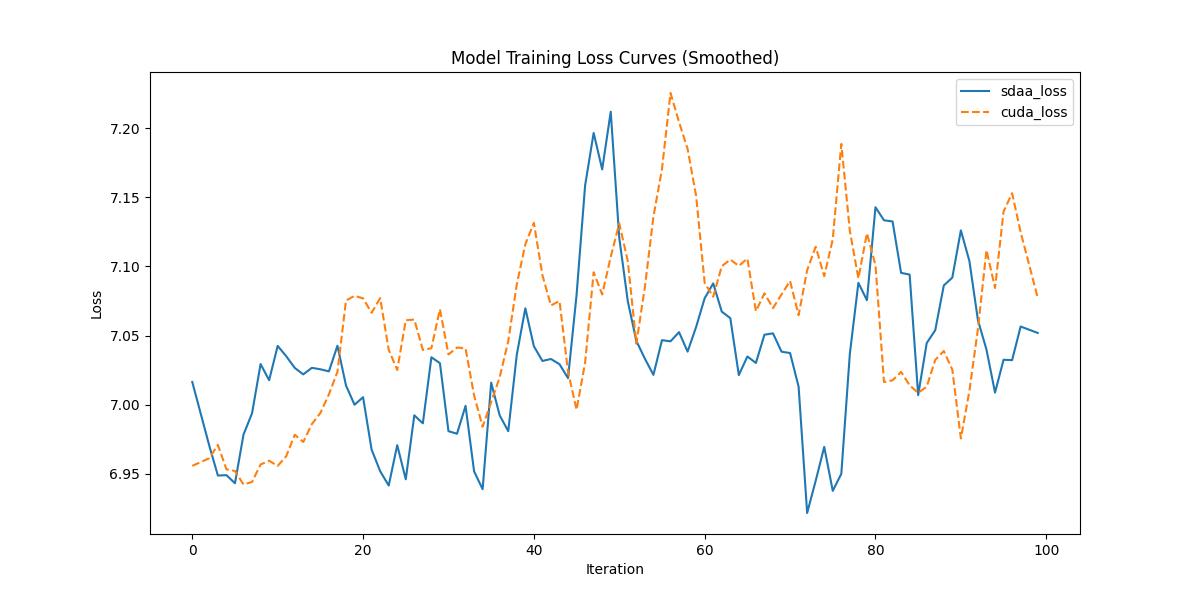 Model Training Loss Curves (Smoothed)
sdaa_loss
cuda_loss
Loss
7.20
7.15
7.10
7.05
7.00
6.95
0 20 40 60 80 100
Iteration